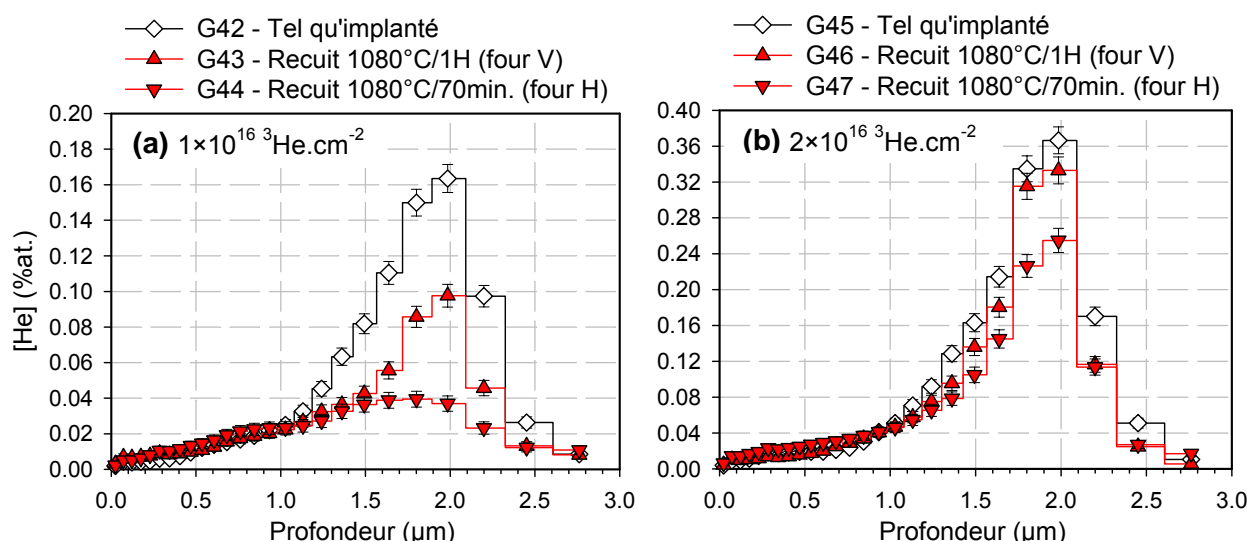 G42 - Tel qu'implanté
G43 - Recuit 1080°C/1H (four V)
G44 - Recuit 1080°C/70min. (four H)
(a) 1×10¹⁶ ³He.cm⁻²
[He] (%at.)
0.20
0.18
0.16
0.14
0.12
0.10
0.08
0.06
0.04
0.02
0.00
0.0 0.5 1.0 1.5 2.0 2.5 3.0
Profondeur (µm)
G45 - Tel qu'implanté
G46 - Recuit 1080°C/1H (four V)
G47 - Recuit 1080°C/70min. (four H)
(b) 2×10¹⁶ ³He.cm⁻²
0.40
0.36
0.32
0.28
0.24
0.20
0.16
0.12
0.08
0.04
0.00
0.0 0.5 1.0 1.5 2.0 2.5 3.0
Profondeur (µm)